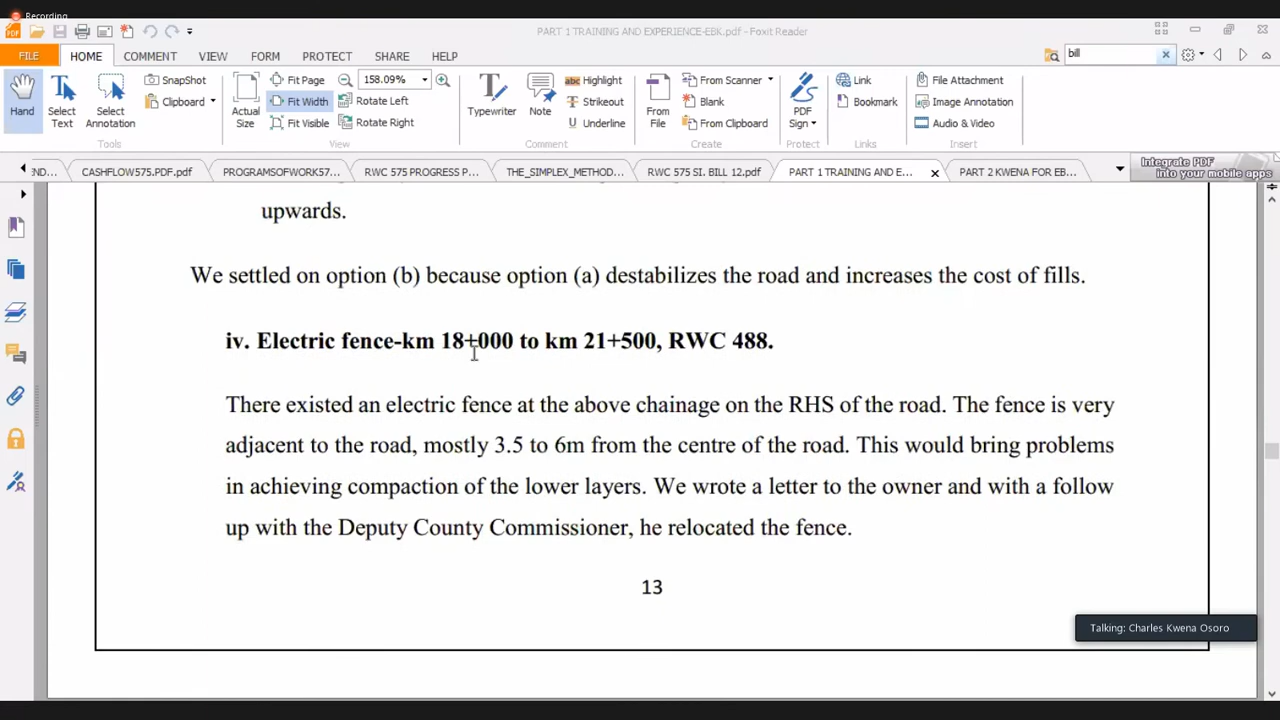 Recording
PART 1 TRAINING AND EXPERIENCE-EBK.pdf - Foxit Reader
FILE HOME COMMENT VIEW FORM PROTECT SHARE HELP
bill
Hand
Select Text
Select Annotation
SnapShot
Clipboard
Tools
Actual Size
Fit Page
Fit Width
Fit Visible
158.09%
Rotate Left
Rotate Right
View
Typewriter
Note
Highlight
Strikeout
Underline
Comment
From File
From Scanner
Blank
From Clipboard
Create
PDF Sign
Protect
Link
Bookmark
Links
File Attachment
Image Annotation
Audio & Video
Insert
END... CASHFLOW575.PDF.pdf PROGRAMSOFWORK57... RWC 575 PROGRESS P... THE_SIMPLEX_METHOD... RWC 575 SI. BILL 12.pdf PART 1 TRAINING AND E... PART 2 KWENA FOR EB...
Integrate PDF
into your mobile apps
upwards.
We settled on option (b) because option (a) destabilizes the road and increases the cost of fills.
iv. Electric fence-km 18+000 to km 21+500, RWC 488.
There existed an electric fence at the above chainage on the RHS of the road. The fence is very
adjacent to the road, mostly 3.5 to 6m from the centre of the road. This would bring problems
in achieving compaction of the lower layers. We wrote a letter to the owner and with a follow
up with the Deputy County Commissioner, he relocated the fence.
13
Talking: Charles Kwena Osoro